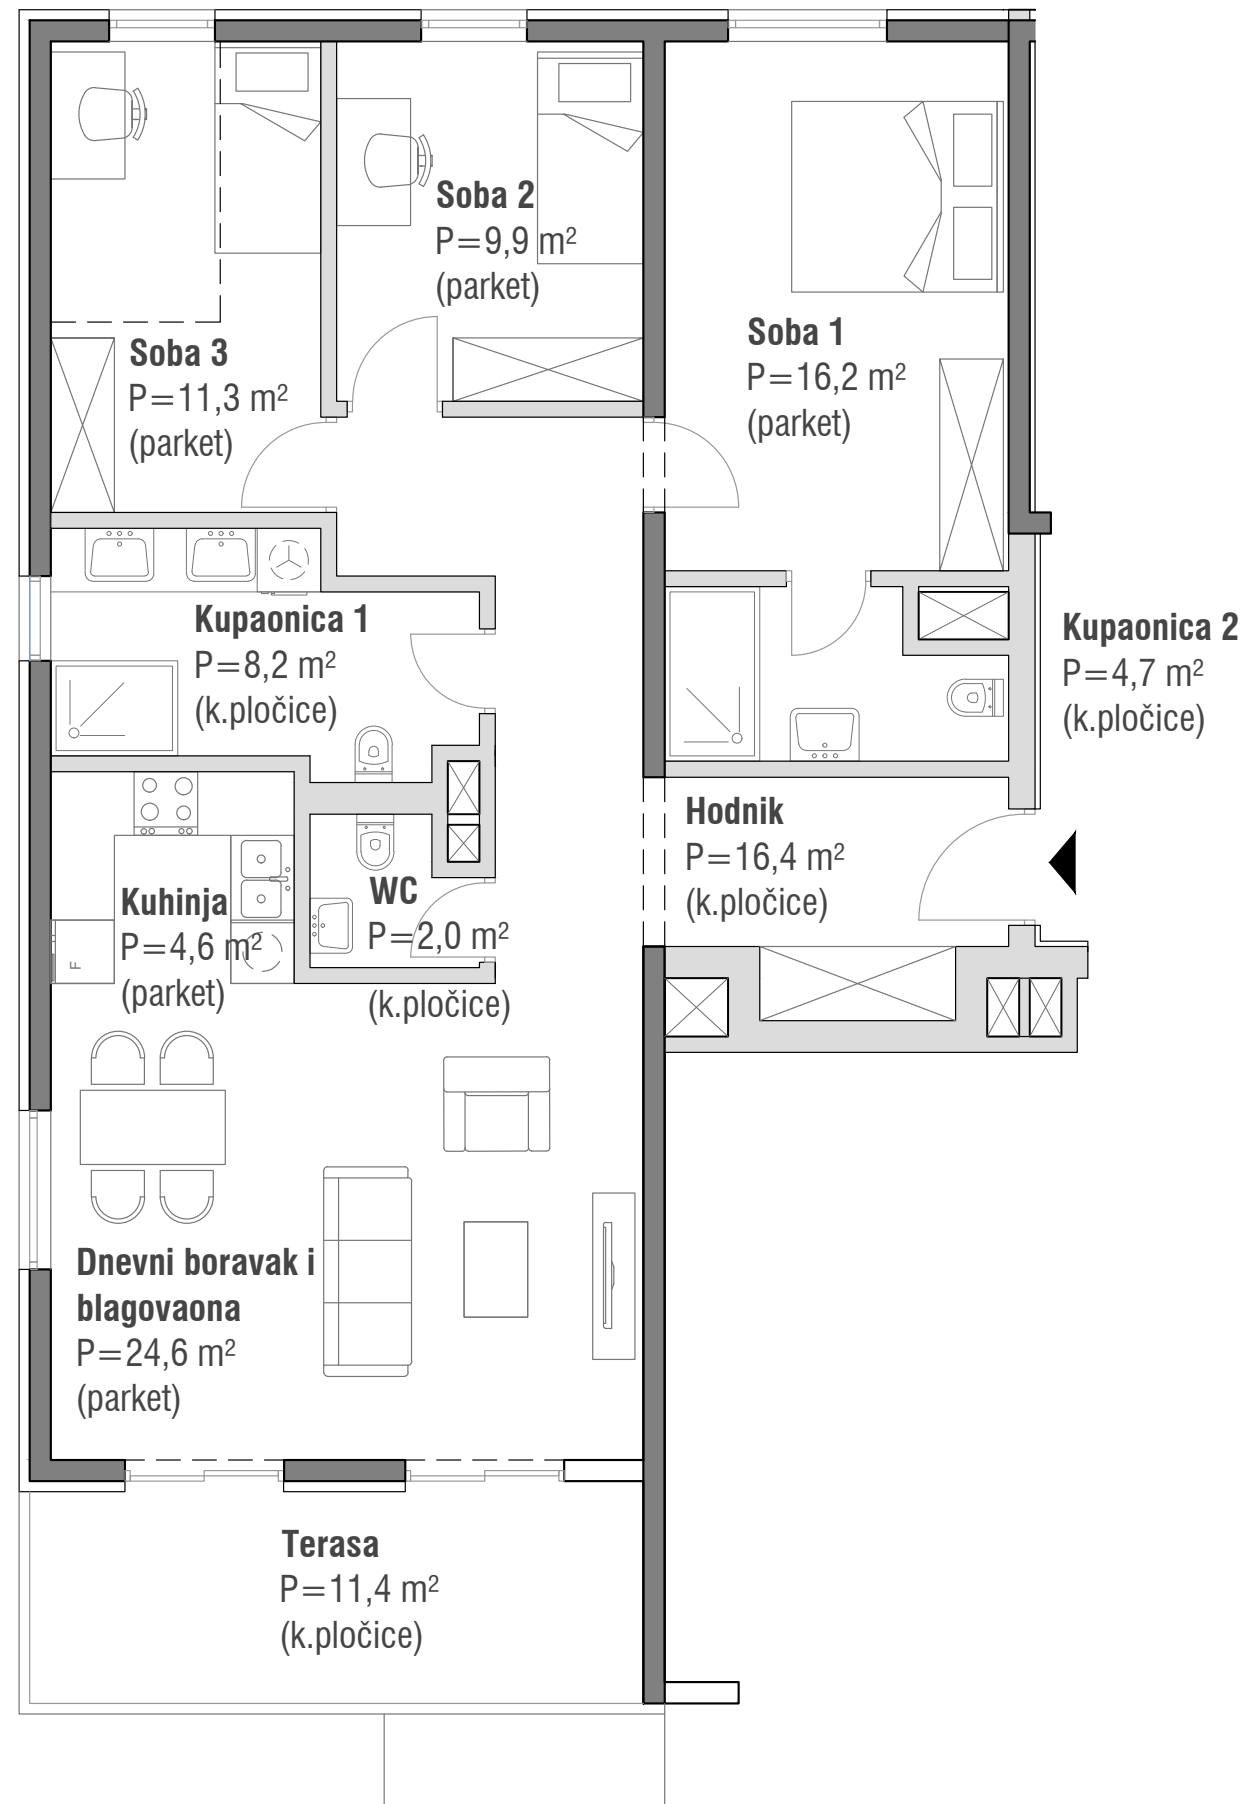 Soba 2
P=9,9 m²
(parket)
Soba 3
P=11,3 m²
(parket)
Soba 1
P=16,2 m²
(parket)
Kupaonica 1
P=8,2 m²
(k.pločice)
Kupaonica 2
P=4,7 m²
(k.pločice)
Hodnik
P=16,4 m²
(k.pločice)
Kuhinja
P=4,6 m²
(parket)
F
WC
P=2,0 m²
(k.pločice)
Dnevni boravak i
blagovaona
P=24,6 m²
(parket)
Terasa
P=11,4 m²
(k.pločice)